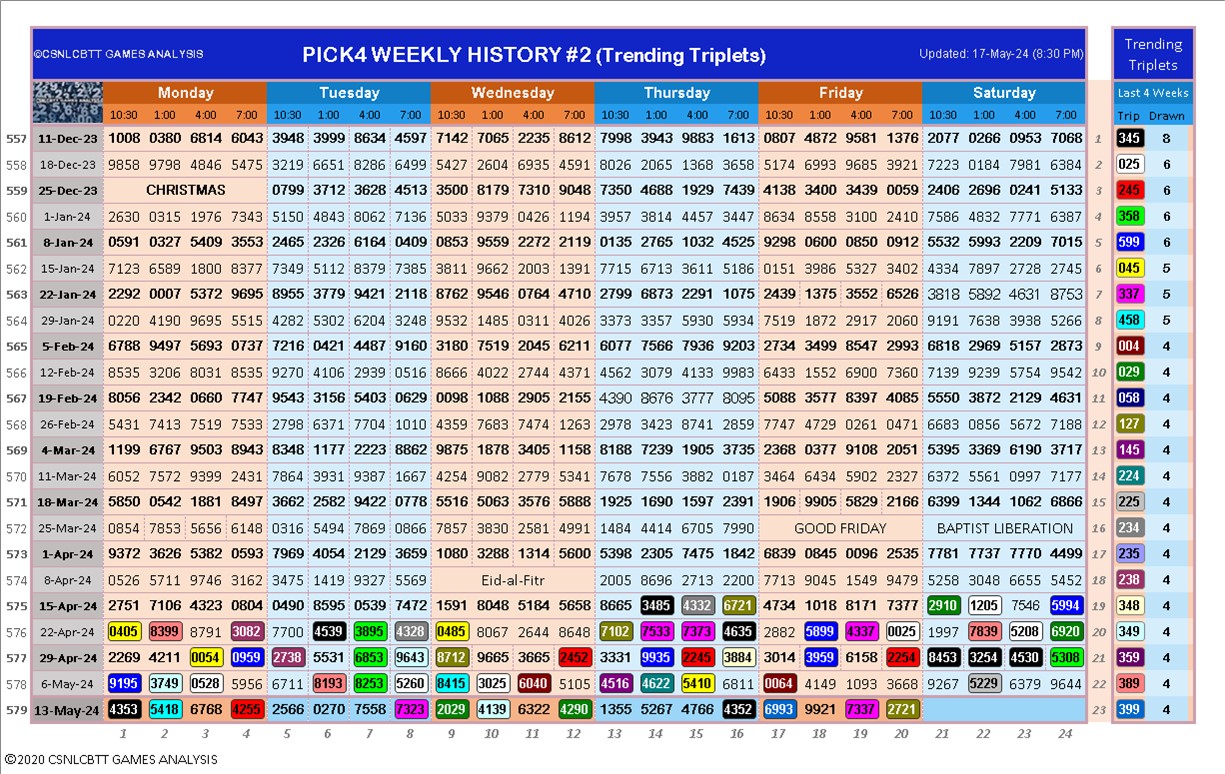 ©CSNLCBTT GAMES ANALYSIS PICK4 WEEKLY HISTORY #2 (Trending Triplets) Updated: 17-May-24 (8:30 PM) Trending Triplets
Monday Tuesday Wednesday Thursday Friday Saturday Last 4 Weeks
10:30 1:00 4:00 7:00 10:30 1:00 4:00 7:00 10:30 1:00 4:00 7:00 10:30 1:00 4:00 7:00 10:30 1:00 4:00 7:00 10:30 1:00 4:00 7:00 Trip Drawn
557 11-Dec-23 1008 0380 6814 6043 3948 3999 8634 4597 7142 7065 2235 8612 7998 3943 9883 1613 0807 4872 9581 1376 2077 0266 0953 7068 1 345 8
558 18-Dec-23 9858 9798 4846 5475 3219 6651 8286 6495 5427 2604 6935 4591 8026 2065 1368 3658 5174 6993 9685 3921 7223 0184 7981 6384 2 025 6
559 25-Dec-23 CHRISTMAS 0799 3712 3628 4513 3500 8179 7310 9048 7350 4688 1929 7439 4138 3400 3439 0059 2406 2696 0241 5133 3 245 6
560 1-Jan-24 2630 0315 1976 7343 5150 4843 8062 7136 5033 9379 0426 1194 3957 3814 4457 3447 8634 8558 3100 2410 7586 4832 7771 6387 4 358 6
561 8-Jan-24 0591 0327 5409 3553 2465 2326 6164 0409 0853 9559 2272 2119 0135 2765 1032 4525 9298 0600 0850 0912 5532 5993 2209 7015 5 599 6
562 15-Jan-24 7123 6589 1800 8377 7349 5112 8379 7385 3811 9662 2003 1391 7715 6713 3611 5186 0151 3986 5327 3402 4334 7897 2728 2745 6 045 5
563 22-Jan-24 2292 0007 5372 9695 8955 3779 9421 2118 8762 9546 0764 4710 2799 6873 2291 1075 2439 1375 3552 6526 3818 5892 4631 8753 7 337 5
564 29-Jan-24 0220 4190 9695 5515 4282 5302 6204 3248 9532 1485 0311 4026 3373 3357 5930 5934 7519 1872 2917 2060 9191 7638 3938 5266 8 458 5
565 5-Feb-24 6788 9497 5693 0737 7216 0421 4487 9160 3180 7519 2045 6211 6077 7566 7936 9203 2734 3499 8547 2993 6818 2969 5157 2873 9 004 4
566 12-Feb-24 8535 3206 8031 8535 9270 4106 2939 0516 8666 4022 2744 4371 4562 3079 4133 9983 6433 1552 6900 7360 7139 9239 5754 9542 10 029 4
567 19-Feb-24 8056 2342 0660 7747 9543 3156 5403 0629 0098 1088 2905 2155 4390 8676 3777 8095 5088 3577 8397 4085 5550 3872 2129 4631 11 058 4
568 26-Feb-24 5431 7413 7519 7533 2798 6371 7704 1010 9359 7683 7474 1263 2978 3423 8741 2859 7747 4729 0261 0471 6683 0856 5672 7188 12 127 4
569 4-Mar-24 1199 6767 9503 8943 8348 1177 2223 8862 9875 1878 3405 1158 8188 7239 1905 3735 2368 0377 9108 2051 5395 3369 6190 3717 13 145 4
570 11-Mar-24 6052 7572 9399 2431 7864 3931 9387 1667 4254 9082 2779 5341 7678 7556 3882 0187 3464 6434 5902 2327 6372 5561 0997 7177 14 224 4
571 18-Mar-24 5850 0542 1881 8497 3662 2582 9422 0778 5516 5063 3576 5888 1925 1690 1597 2391 1906 9905 5829 2166 6399 1344 1062 6866 15 225 4
572 25-Mar-24 0854 7853 5656 6148 0316 5494 7869 0866 7857 3830 2581 4991 1484 4414 6705 7990 GOOD FRIDAY BAPTIST LIBERATION 16 234 4
573 1-Apr-24 9372 3626 5382 0593 7969 4054 2129 3659 1080 3288 1314 5600 5398 2305 7475 1842 6839 0845 0096 2535 7781 7737 7770 4499 17 235 4
574 8-Apr-24 0526 5711 9746 3162 3475 1419 9327 5569 Eid-al-Fitr 2005 8696 2713 2200 7713 9045 1549 9479 5258 3048 6655 5452 18 238 4
575 15-Apr-24 2751 7106 4323 0804 0490 8595 0539 7472 1591 8048 5184 5658 8665 3485 4332 6721 4734 1018 8171 7377 2910 1205 7546 5994 19 348 4
576 22-Apr-24 0405 8399 8791 3082 7700 4539 3895 4328 0485 8067 2644 8648 7102 7533 7373 4635 2882 5899 4337 0025 1997 7839 5208 6920 20 349 4
577 29-Apr-24 2269 4211 0054 0959 2738 5531 6853 9643 8712 9665 3665 2452 3331 9935 2245 3884 3014 3959 6158 2254 8453 3254 4530 5308 21 359 4
578 6-May-24 9195 3749 0528 5956 6711 8193 8253 5260 8415 3025 6040 5105 4516 4622 5410 6811 0064 4149 1093 3668 9267 5229 6379 9644 22 389 4
579 13-May-24 4353 5418 6768 4255 2566 0270 7558 7323 2029 4139 6322 4290 1355 5267 4766 4352 6993 9921 7337 2721 23 399 4
1 2 3 4 5 6 7 8 9 10 11 12 13 14 15 16 17 18 19 20 21 22 23 24
©2020 CSNLCBTT GAMES ANALYSIS